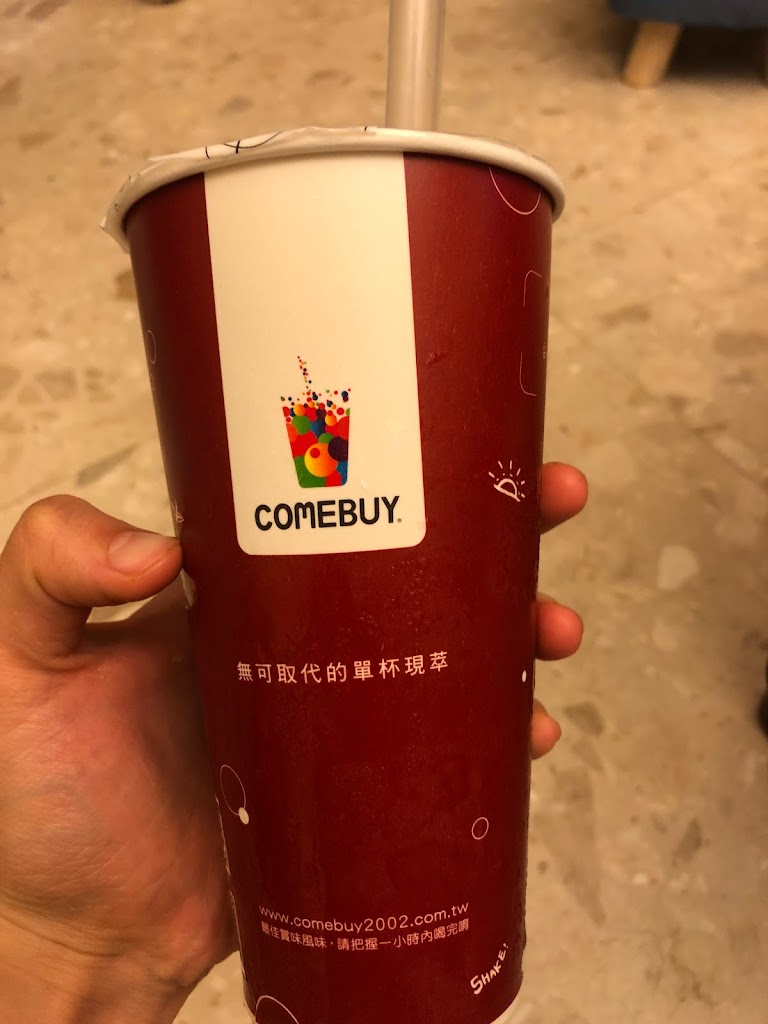 COMEBUY®
無可取代的單杯現萃
www.comebuy2002.com.tw
最佳賞味風味，請把握一小時內喝完唷
SHAKE!